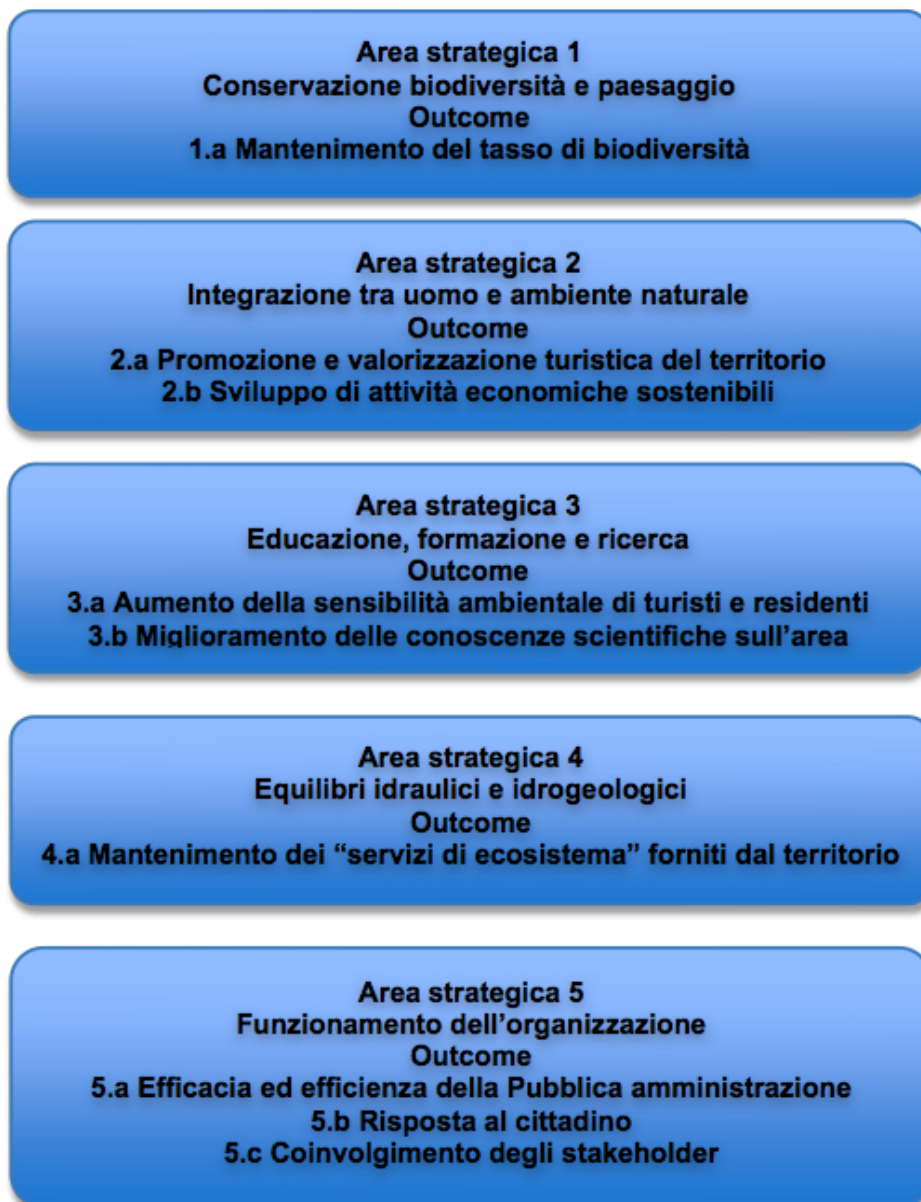 Area strategica 1
Conservazione biodiversità e paesaggio
Outcome
1.a Mantenimento del tasso di biodiversità
Area strategica 2
Integrazione tra uomo e ambiente naturale
Outcome
2.a Promozione e valorizzazione turistica del territorio
2.b Sviluppo di attività economiche sostenibili
Area strategica 3
Educazione, formazione e ricerca
Outcome
3.a Aumento della sensibilità ambientale di turisti e residenti
3.b Miglioramento delle conoscenze scientifiche sull'area
Area strategica 4
Equilibri idraulici e idrogeologici
Outcome
4.a Mantenimento dei “servizi di ecosistema” forniti dal territorio
Area strategica 5
Funzionamento dell'organizzazione
Outcome
5.a Efficacia ed efficienza della Pubblica amministrazione
5.b Risposta al cittadino
5.c Coinvolgimento degli stakeholder